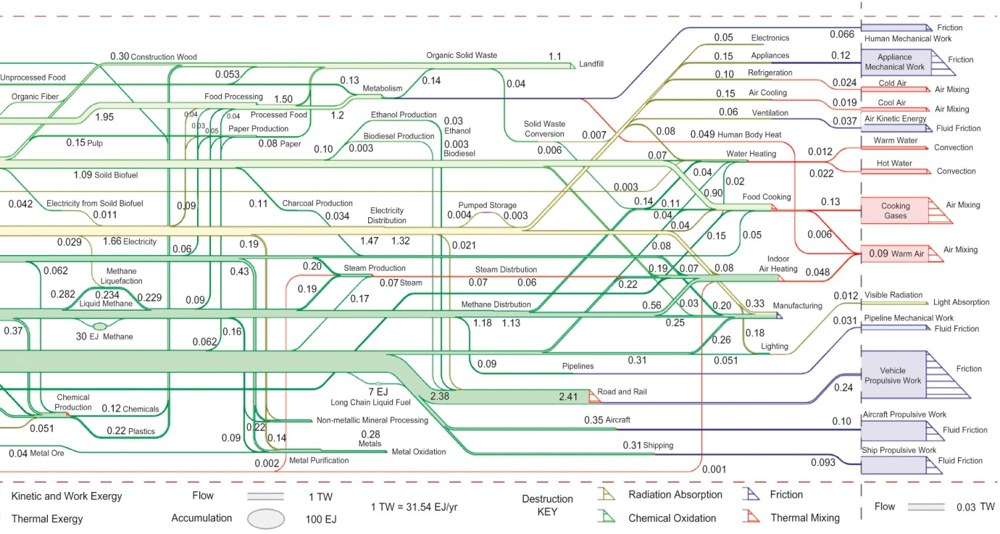 0.30 Construction Wood
Organic Solid Waste
1.1
Landfill
0.05
Electronics
0.066
Friction
Human Mechanical Work
0.15
Appliances
0.12
Appliance
Mechanical Work
Friction
Unprocessed Food
0.053
0.13
Metabolism
0.14
0.04
0.10
Refrigeration
0.024
Cold Air
Air Mixing
Organic Fiber
Food Processing
1.50
0.15
Air Cooling
0.019
Cool Air
Air Mixing
1.95
0.04
0.03
0.05
0.04
Processed Food
1.2
Paper Production
Ethanol Production
0.03
Ethanol
0.06
Ventilation
0.037
Air Kinetic Energy
Fluid Friction
0.15 Pulp
0.08 Paper
0.10
Biodiesel Production
0.003
0.003
Biodiesel
Solid Waste
Conversion
0.007
0.006
0.08
0.049 Human Body Heat
Warm Water
0.012
Convection
0.07
Water Heating
Hot Water
0.022
Convection
1.09 Soild Biofuel
0.04
0.02
0.003
0.90
0.042
Electricity from Soild Biofuel
0.011
0.09
0.11
Charcoal Production
0.034
Electricity
Distribution
Pumped Storage
0.004
0.003
0.14
0.11
0.04
0.04
Food Cooking
0.13
Cooking
Gases
Air Mixing
0.029
1.66 Electricity
0.06
0.19
1.47
1.32
0.021
0.08
0.15
0.05
0.006
0.09 Warm Air
Air Mixing
0.062
Methane
Liquefaction
0.43
0.20
Steam Production
Steam Distribution
0.19
0.07
0.08
Indoor
Air Heating
0.048
0.282
0.234
0.229
Liquid Methane
0.09
0.19
0.07 Steam
0.07
0.06
0.22
0.17
Methane Distrbution
0.56
0.03
0.20
0.33
Manufacturing
0.012
Visible Radiation
Light Absorption
0.37
30 EJ Methane
0.062
0.16
1.18
1.13
0.25
0.18
0.031
Pipeline Mechanical Work
Fluid Friction
0.26
Lighting
0.09
Pipelines
0.31
0.051
Vehicle
Propulsive Work
Friction
0.24
7 EJ
Long Chain Liquid Fuel
2.38
2.41
Road and Rail
Chemical
Production
0.12 Chemicals
0.051
0.22 Plastics
0.22
Non-metallic Mineral Processing
0.35 Aircraft
0.10
Aircraft Propulsive Work
Fluid Friction
0.09
0.14
0.28
Metals
Metal Oxidation
0.31 Shipping
0.04 Metal Ore
0.002
Metal Purification
0.001
0.093
Ship Propulsive Work
Fluid Friction
Kinetic and Work Exergy
Flow
1 TW
Thermal Exergy
Accumulation
100 EJ
1 TW = 31.54 EJ/yr
Destruction
KEY
Radiation Absorption
Friction
Chemical Oxidation
Thermal Mixing
Flow
0.03 TW